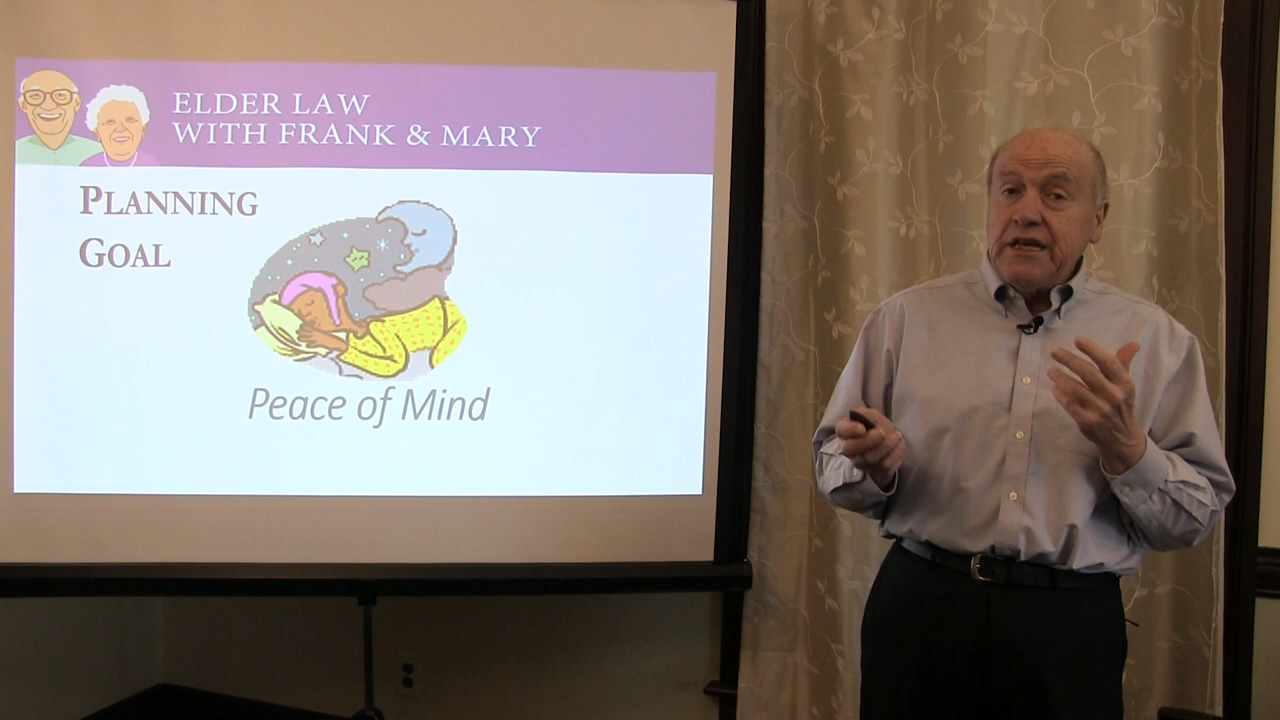 ELDER LAW
WITH FRANK & MARY
PLANNING
GOAL
Peace of Mind